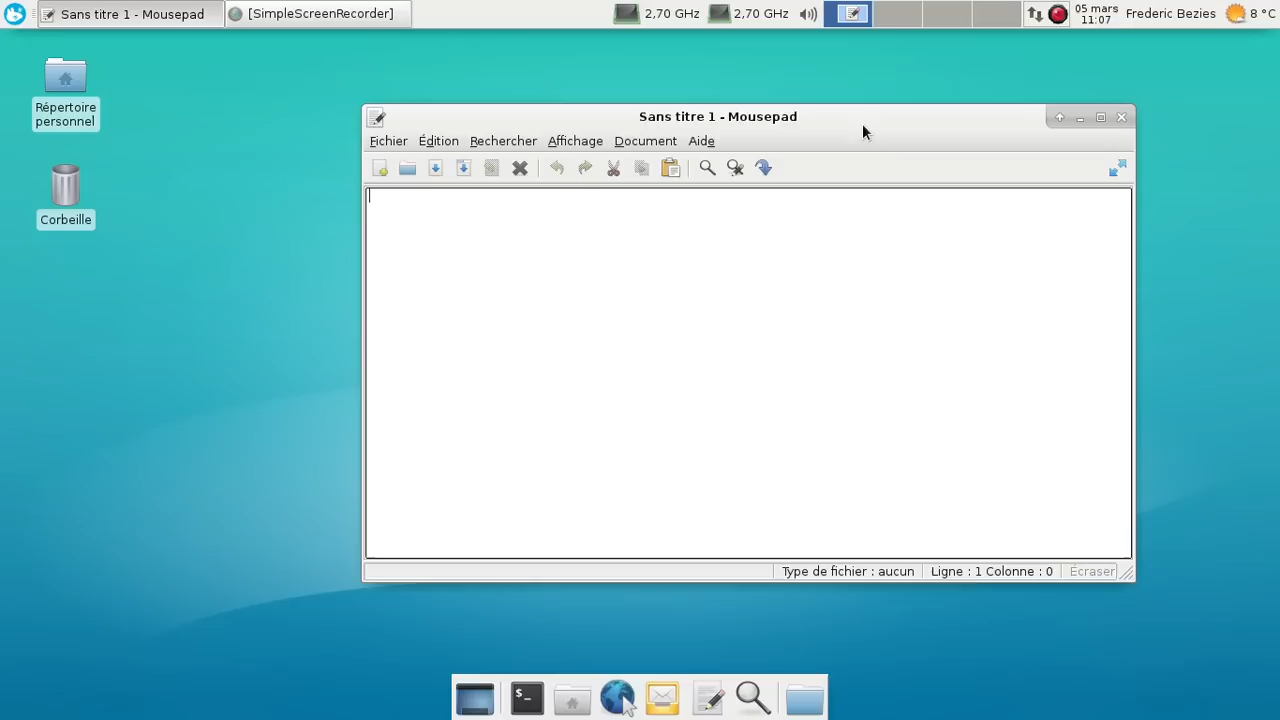 Sans titre 1 - Mousepad
[SimpleScreenRecorder]
2,70 GHz
2,70 GHz
05 mars
11:07
Frederic Bezies
8 °C
Répertoire
personnel
Corbeille
Sans titre 1 - Mousepad
Fichier Édition Rechercher Affichage Document Aide
Type de fichier : aucun
Ligne : 1 Colonne : 0
Écraser
$_